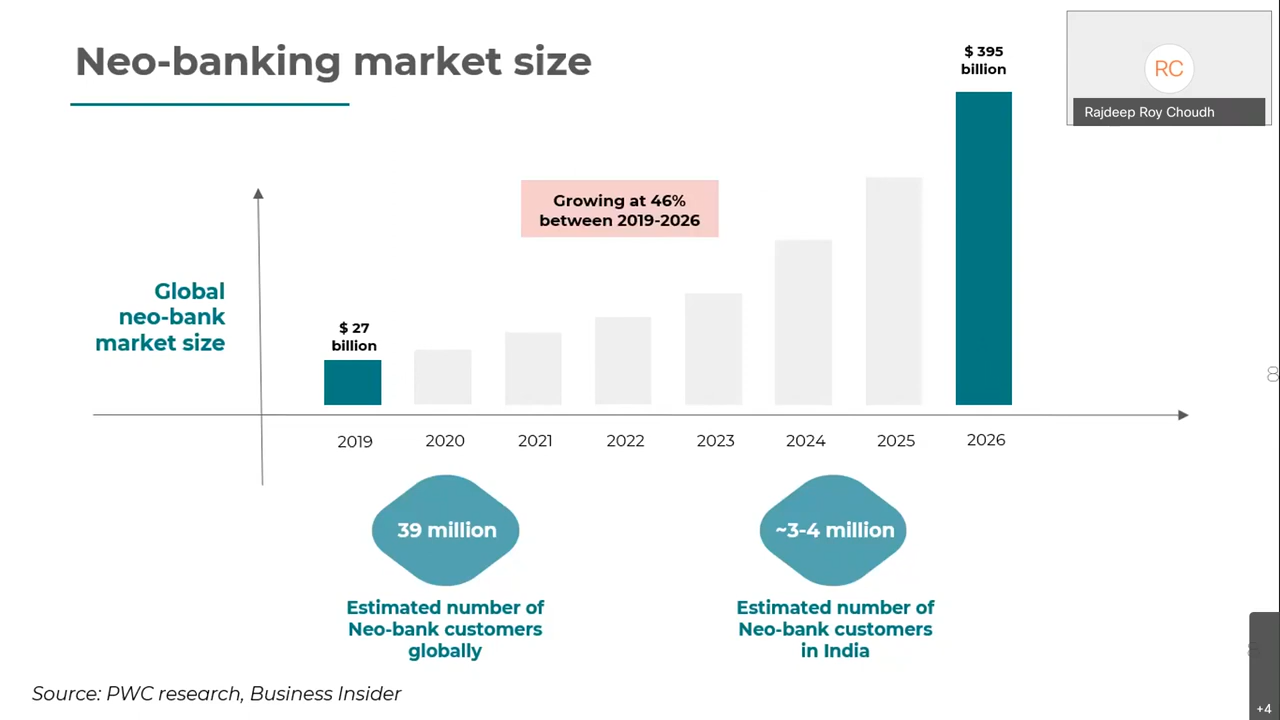 Neo-banking market size
$ 395
billion
RC
Rajdeep Roy Choudh
Growing at 46%
between 2019-2026
Global
neo-bank
market size
$ 27
billion
8
2019 2020 2021 2022 2023 2024 2025 2026
39 million
~3-4 million
Estimated number of
Neo-bank customers
globally
Estimated number of
Neo-bank customers
in India
Source: PWC research, Business Insider
+4